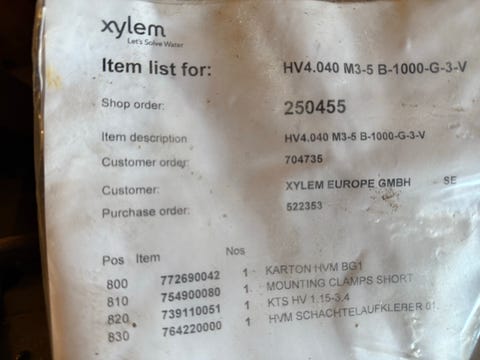 xylem
Let's Solve Water
Item list for: HV4.040 M3-5 B-1000-G-3-V
Shop order: 250455
Item description HV4.040 M3-5 B-1000-G-3-V
Customer order: 704735
Customer: XYLEM EUROPE GMBH SE
Purchase order: 522353
Pos Item Nos
800 772690042 1 KARTON HVM BG1
810 754900080 1 MOUNTING CLAMPS SHORT
820 739110051 1 KTS HV 1.15-3.4
830 764220000 1 HVM SCHACHTELAUFKLEBER 01.